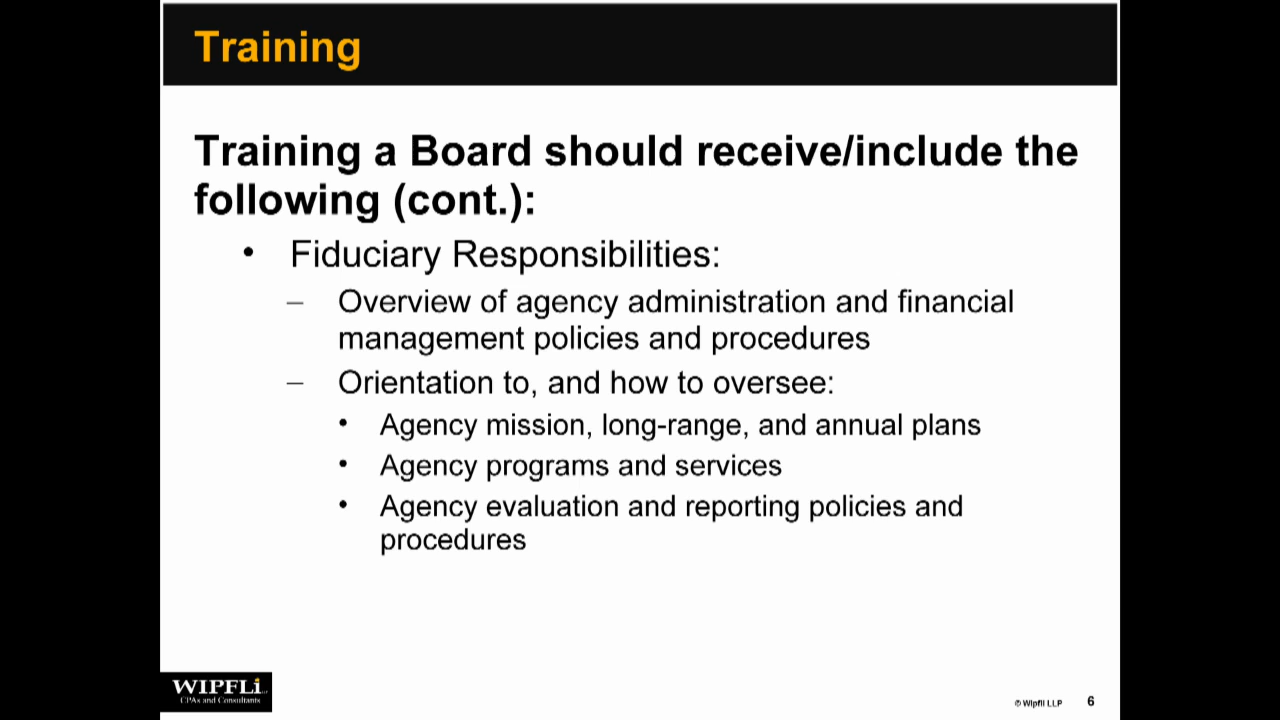 Training
Training a Board should receive/include the
following (cont.):
• Fiduciary Responsibilities:
– Overview of agency administration and financial
management policies and procedures
– Orientation to, and how to oversee:
• Agency mission, long-range, and annual plans
• Agency programs and services
• Agency evaluation and reporting policies and
procedures
WIPFLi LLP
CPAs and Consultants
© Wipfli LLP 6